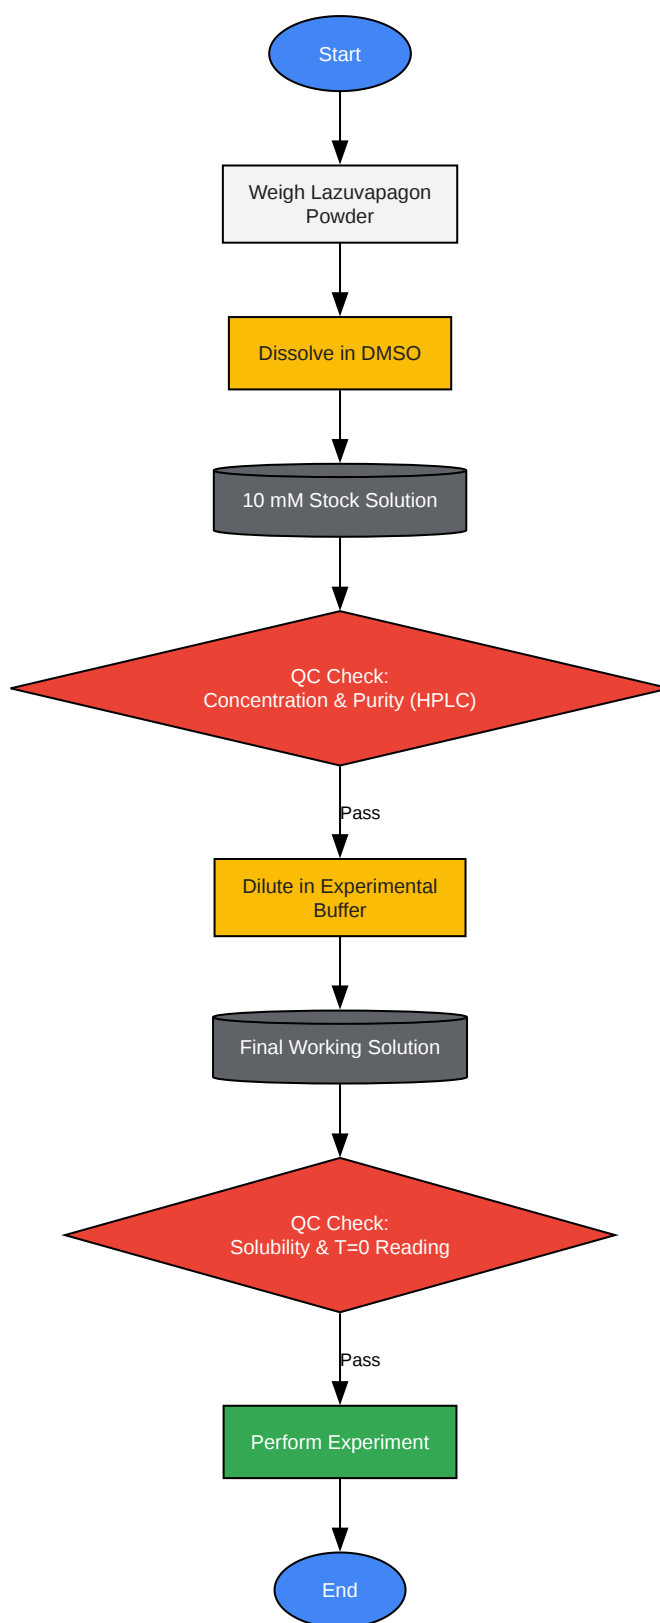 Start
Weigh Lazuvapagon
Powder
Dissolve in DMSO
10 mM Stock Solution
QC Check:
Concentration & Purity (HPLC)
Pass
Dilute in Experimental
Buffer
Final Working Solution
QC Check:
Solubility & T=0 Reading
Pass
Perform Experiment
End